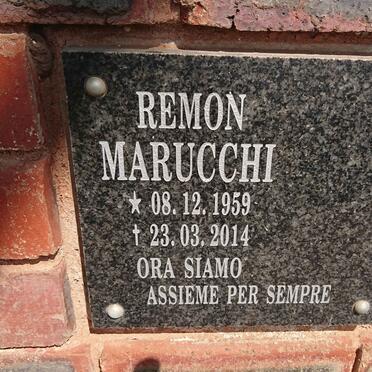 REMON
MARUCCHI
★ 08. 12. 1959
† 23. 03. 2014
ORA SIAMO
ASSIEME PER SEMPRE